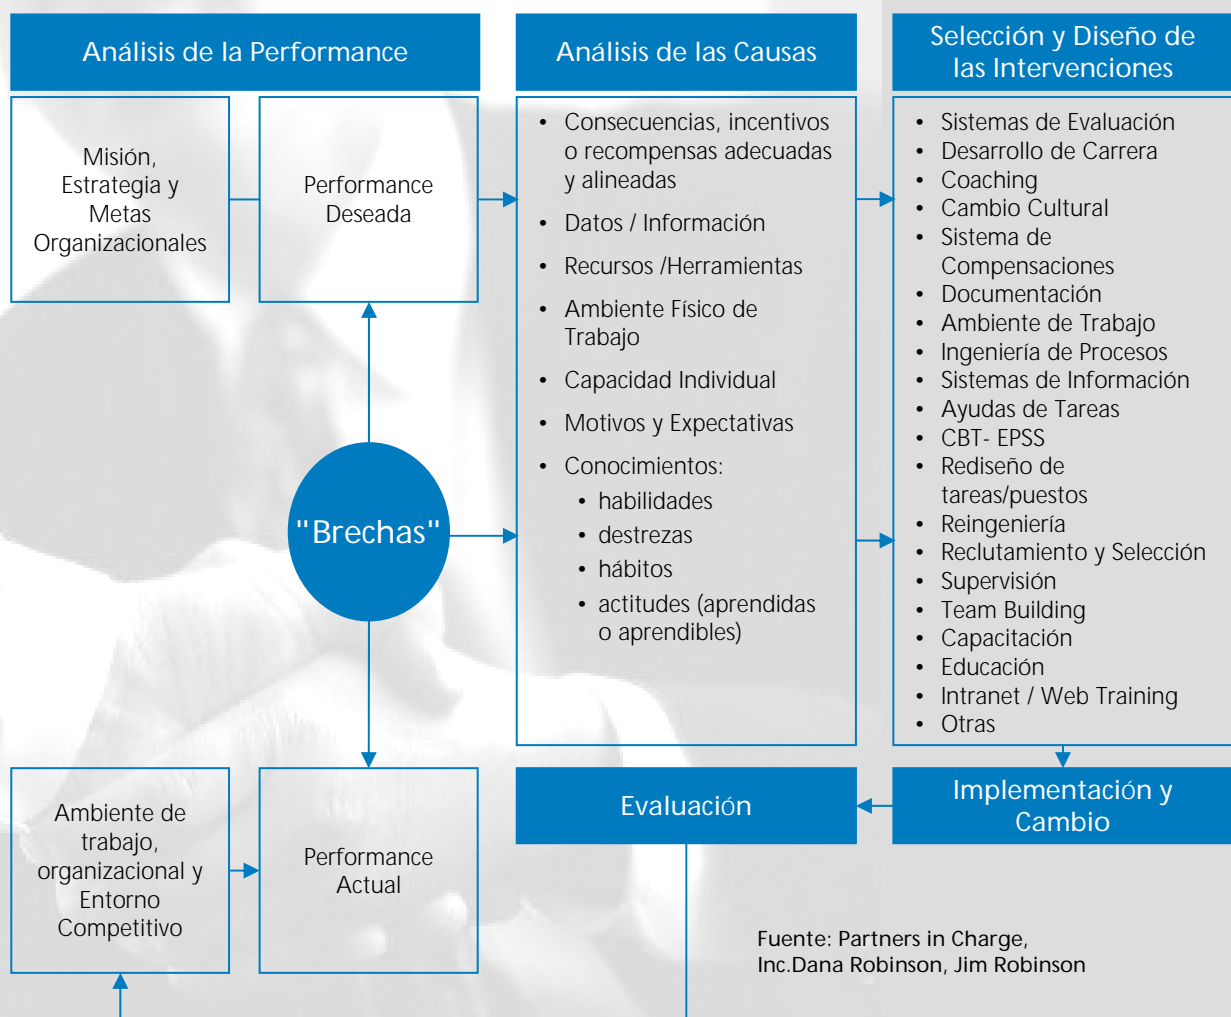 Análisis de la Performance
Misión,
Estrategia y
Metas
Organizacionales
Performance
Deseada
"Brechas"
Ambiente de
trabajo,
organizacional y
Entorno
Competitivo
Performance
Actual
Análisis de las Causas
• Consecuencias, incentivos
o recompensas adecuadas
y alineadas
• Datos / Información
• Recursos /Herramientas
• Ambiente Físico de
Trabajo
• Capacidad Individual
• Motivos y Expectativas
• Conocimientos:
• habilidades
• destrezas
• hábitos
• actitudes (aprendidas
o aprendibles)
Selección y Diseño de
las Intervenciones
• Sistemas de Evaluación
• Desarrollo de Carrera
• Coaching
• Cambio Cultural
• Sistema de
Compensaciones
• Documentación
• Ambiente de Trabajo
• Ingeniería de Procesos
• Sistemas de Información
• Ayudas de Tareas
• CBT- EPSS
• Rediseño de
tareas/puestos
• Reingeniería
• Reclutamiento y Selección
• Supervisión
• Team Building
• Capacitación
• Educación
• Intranet / Web Training
• Otras
Implementación y
Cambio
Evaluación
Fuente: Partners in Charge,
Inc.Dana Robinson, Jim Robinson